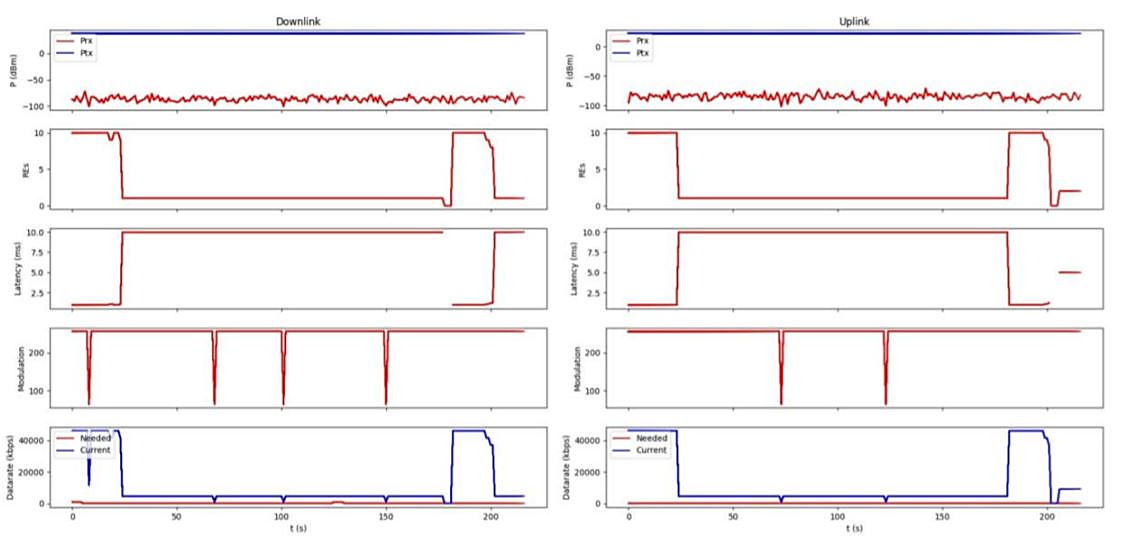 Downlink
Uplink
P (dBm)
0
−50
−100
Prx
Ptx
P (dBm)
0
−50
−100
Prx
Ptx
REs
10
5
0
REs
10
5
0
Latency (ms)
10.0
7.5
5.0
2.5
Latency (ms)
10.0
7.5
5.0
2.5
Modulation
200
100
Modulation
200
100
Datarate (kbps)
40000
20000
0
Needed
Current
0 50 100 150 200
t (s)
Datarate (kbps)
40000
20000
0
Needed
Current
0 50 100 150 200
t (s)